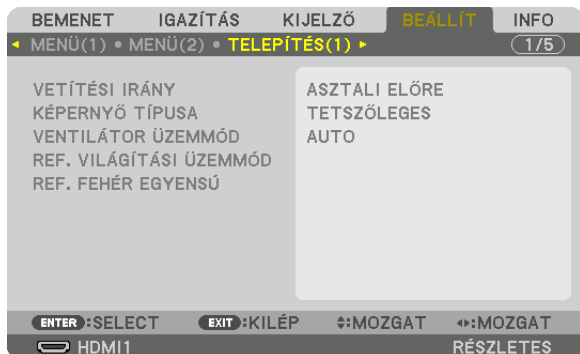 BEMENET IGAZÍTÁS KIJELZŐ BEÁLLÍT INFO
MENÜ(1) • MENÜ(2) • TELEPÍTÉS(1) 1/5
VETÍTÉSI IRÁNY ASZTALI ELŐRE
KÉPERNYŐ TÍPUSA TETSZŐLEGES
VENTILÁTOR ÜZEMMÓD AUTO
REF. VILÁGÍTÁSI ÜZEMMÓD
REF. FEHÉR EGYENSÚ
ENTER:SELECT EXIT:KILÉP :MOZGAT :MOZGAT
HDMI1 RÉSZLETES